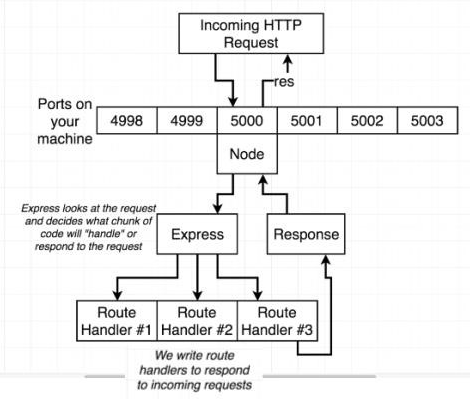 Incoming HTTP
Request
res
Ports on
your
machine
4998 4999 5000 5001 5002 5003
Node
Express looks at the request
and decides what chunk of
code will "handle" or
respond to the request
Express
Response
Route
Handler #1
Route
Handler #2
Route
Handler #3
We write route
handlers to respond
to incoming requests